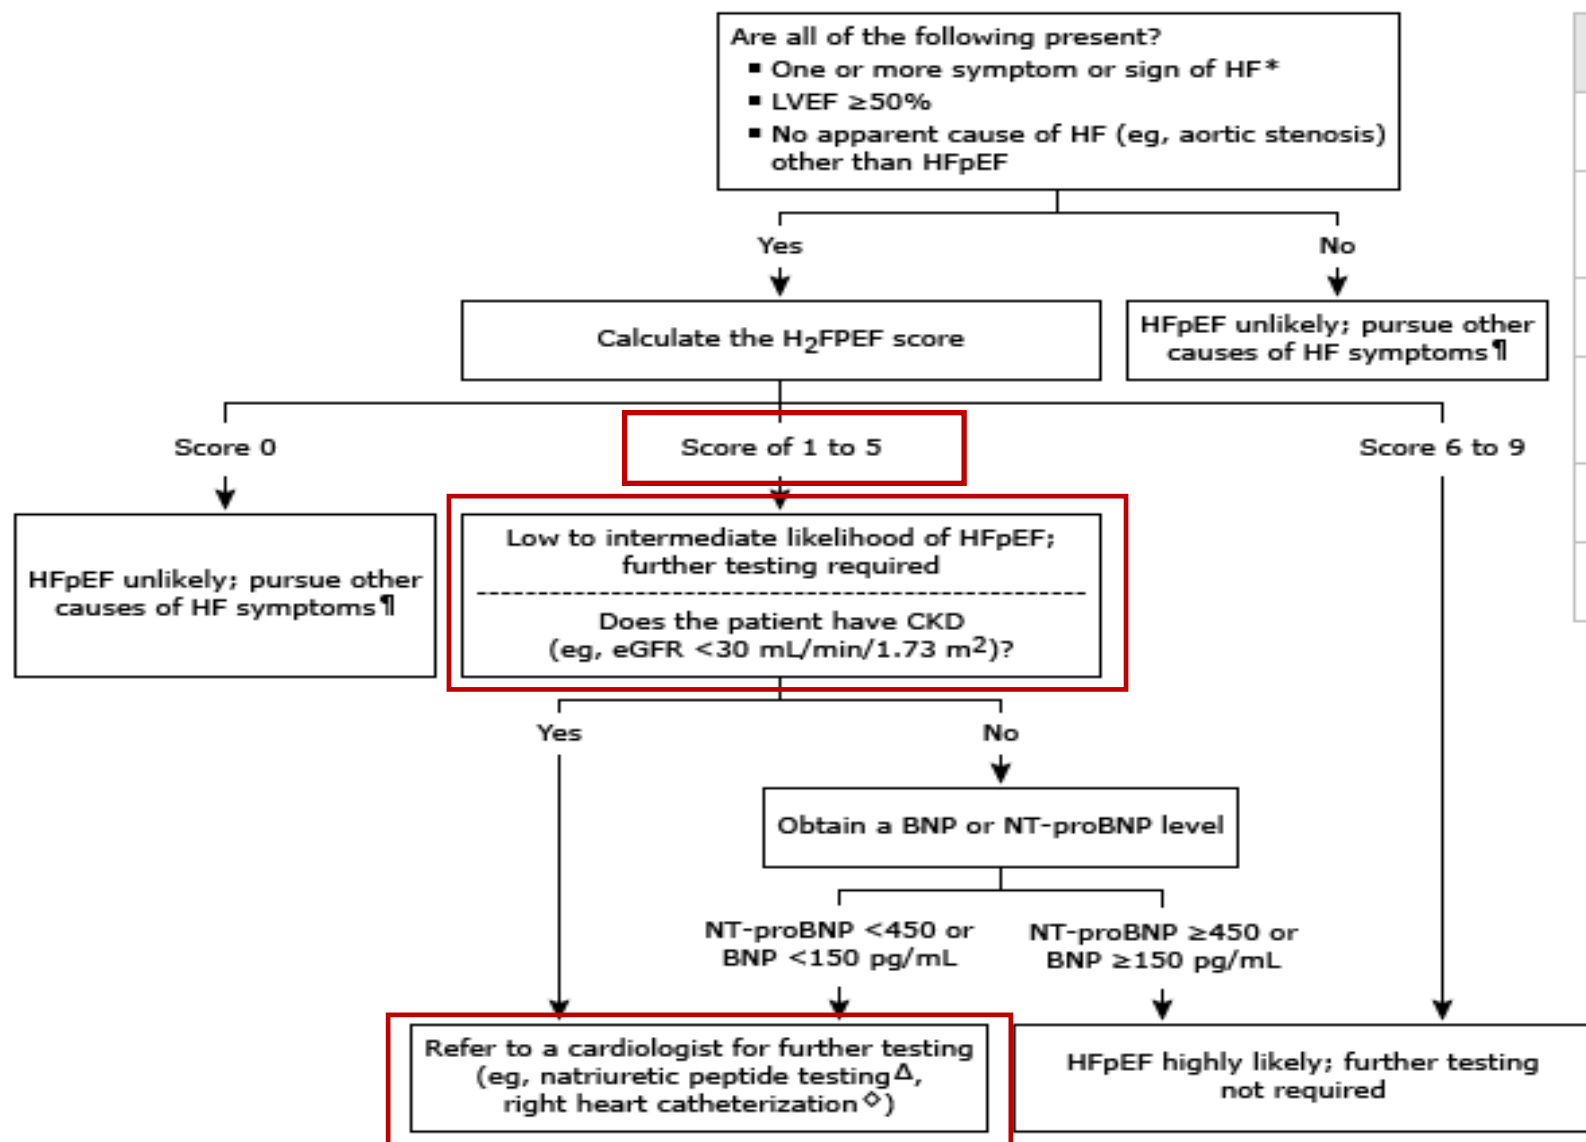 Are all of the following present?
▪ One or more symptom or sign of HF*
▪ LVEF ≥50%
▪ No apparent cause of HF (eg, aortic stenosis)
other than HFpEF
Yes
No
Calculate the H₂FPEF score
HFpEF unlikely; pursue other
causes of HF symptoms¶
Score 0
Score of 1 to 5
Score 6 to 9
HFpEF unlikely; pursue other
causes of HF symptoms¶
Low to intermediate likelihood of HFpEF;
further testing required
Does the patient have CKD
(eg, eGFR <30 mL/min/1.73 m²)?
Yes
No
Obtain a BNP or NT-proBNP level
NT-proBNP <450 or
BNP <150 pg/mL
NT-proBNP ≥450 or
BNP ≥150 pg/mL
Refer to a cardiologist for further testing
(eg, natriuretic peptide testingΔ,
right heart catheterization◇)
HFpEF highly likely; further testing
not required